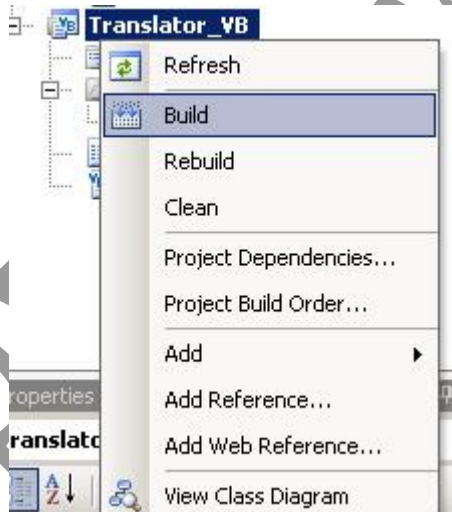 Translator_VB
Refresh
Build
Rebuild
Clean
Project Dependencies...
Project Build Order...
Add
Add Reference...
roperties
Add Web Reference...
ranslato
View Class Diagram